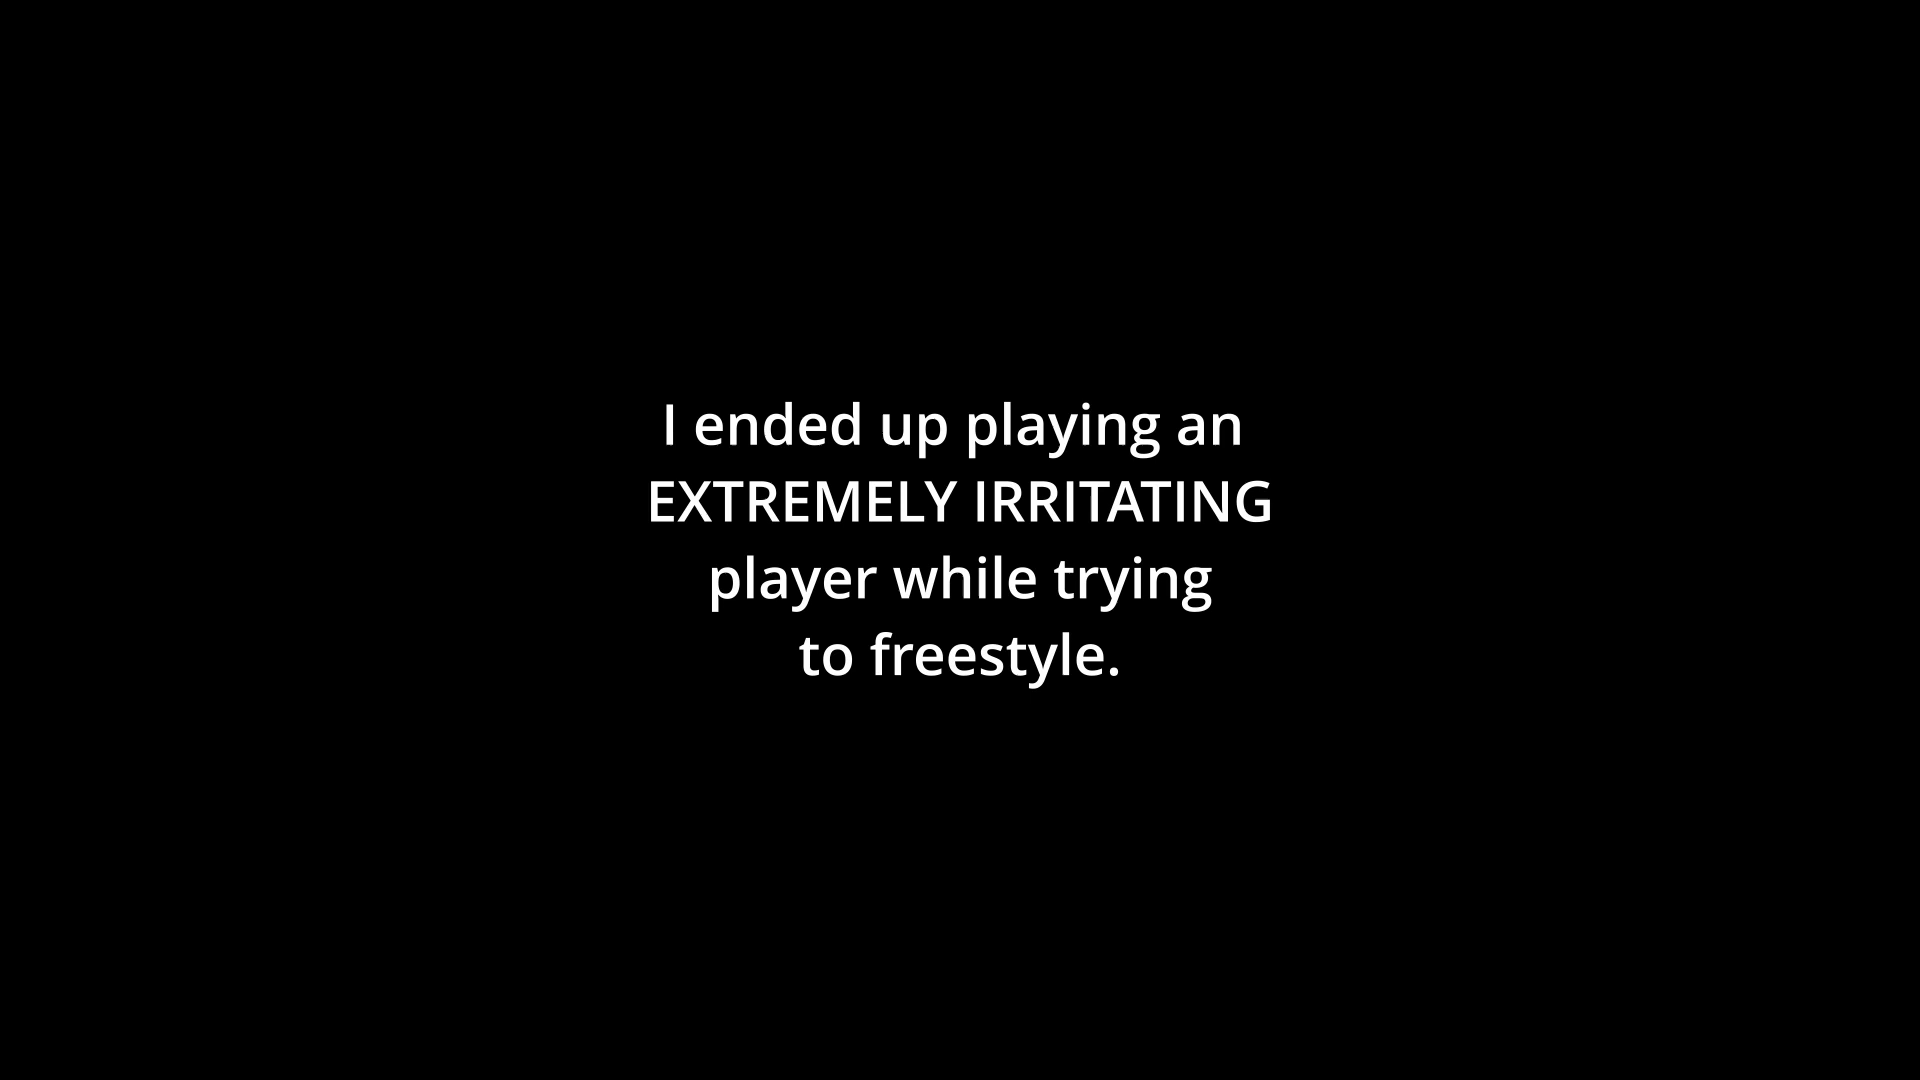 I ended up playing an
EXTREMELY IRRITATING
player while trying
to freestyle.